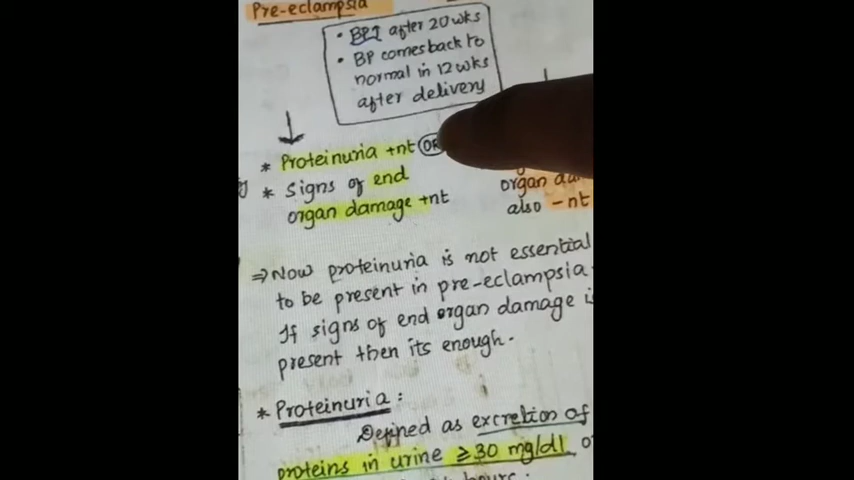 Pre-eclampsia
• BP↑ after 20 wks
• BP comes back to
normal in 12 wks
after delivery
* Proteinuria +nt OR
* Signs of end
organ damage +nt
organ
also -nt
⇒ Now proteinuria is not essential
to be present in pre-eclampsia.
If signs of end organ damage is
present then its enough.
* Proteinuria :
Defined as excretion of
proteins in urine ≥30 mg/dl